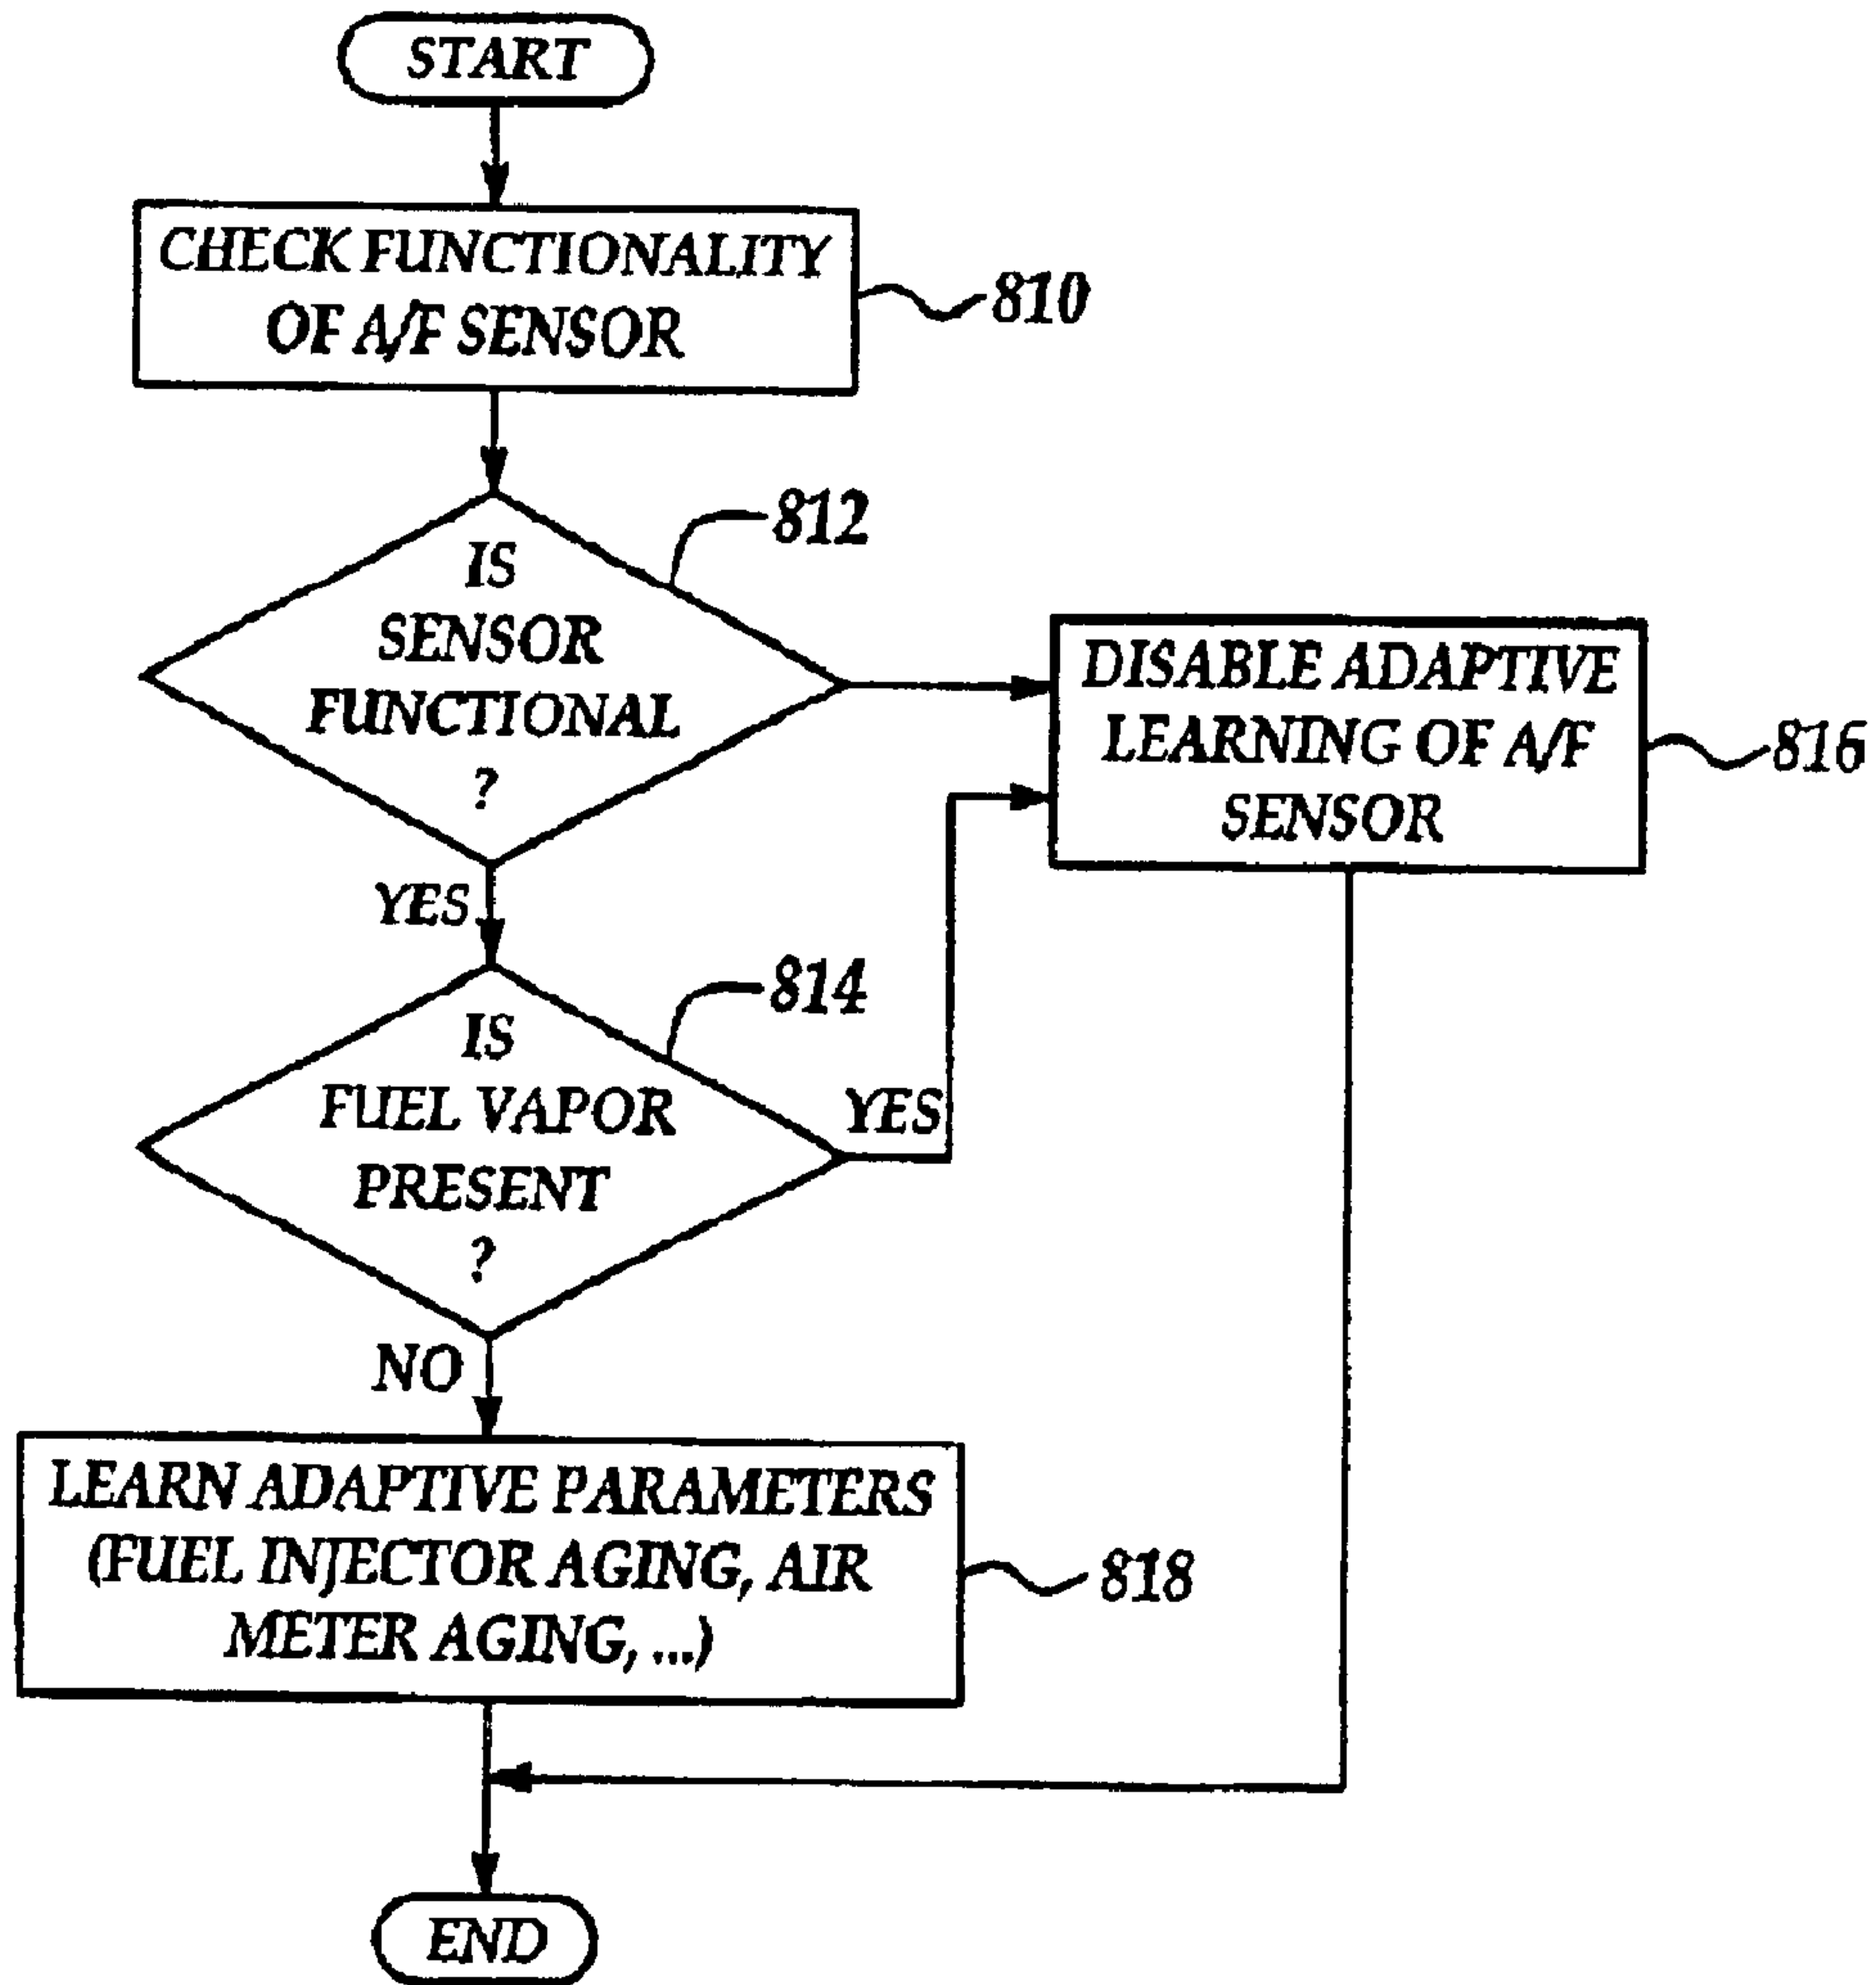 START
CHECK FUNCTIONALITY
OF A/F SENSOR
810
812
IS
SENSOR
FUNCTIONAL
?
DISABLE ADAPTIVE
LEARNING OF A/F
SENSOR
816
YES
814
IS
FUEL VAPOR
PRESENT
?
YES
NO
LEARN ADAPTIVE PARAMETERS
(FUEL INJECTOR AGING, AIR
METER AGING, ...)
818
END